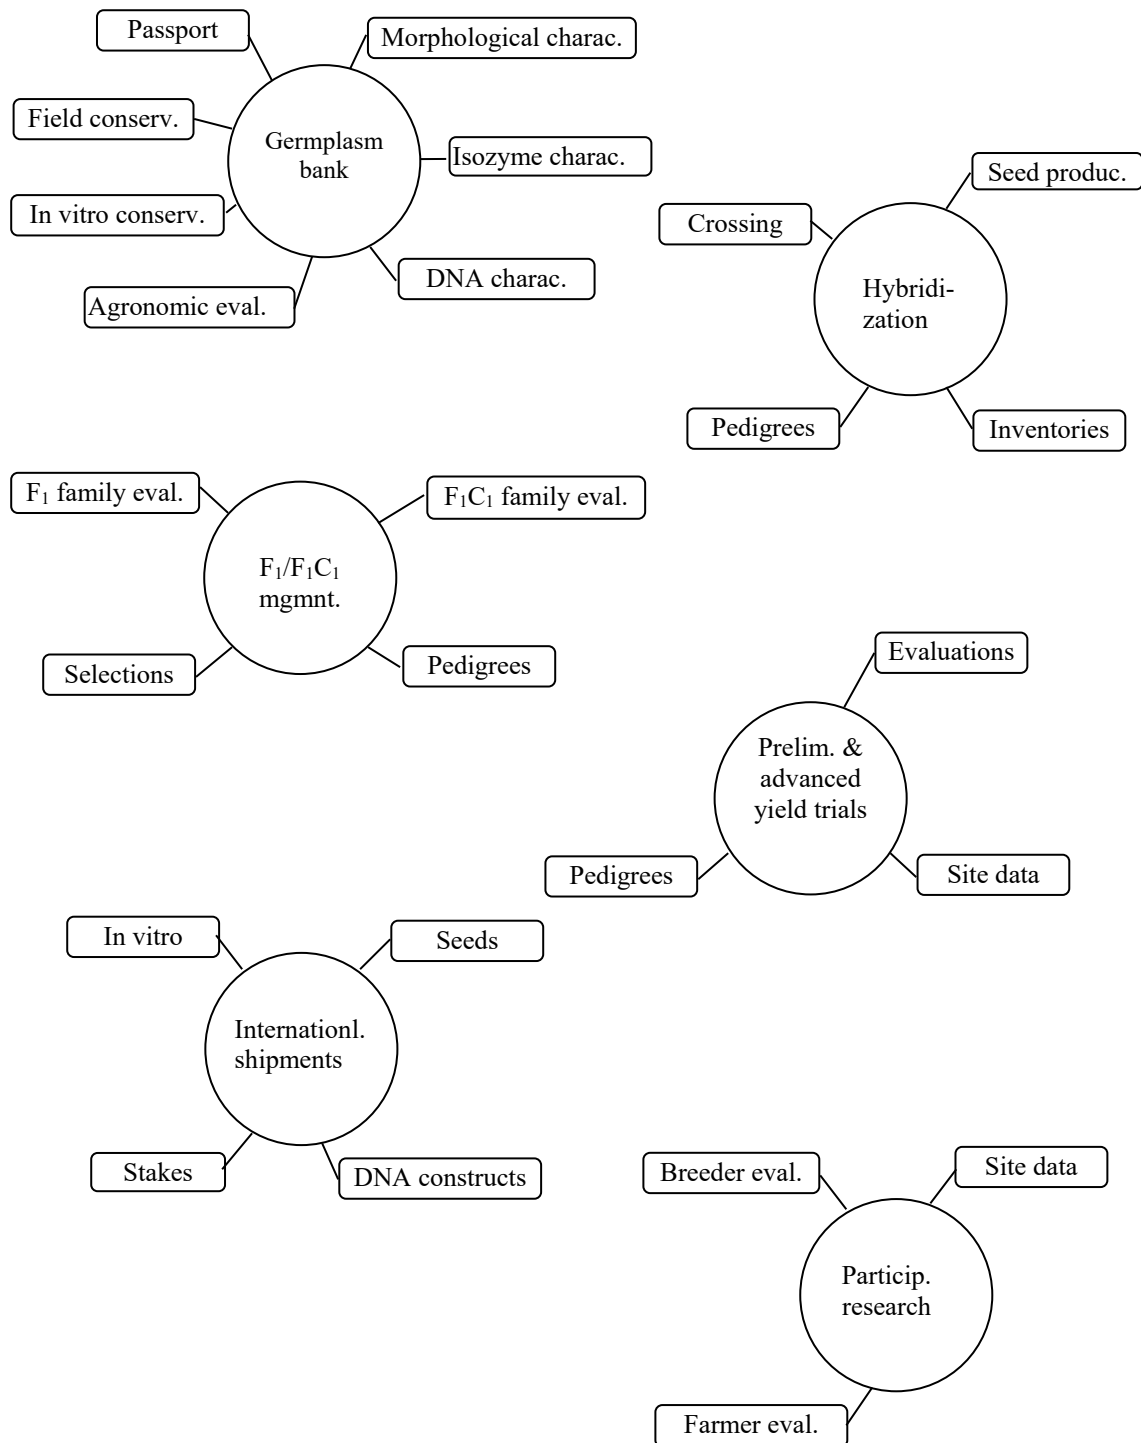 Passport
Morphological charac.
Field conserv.
Germplasm
bank
Isozyme charac.
In vitro conserv.
DNA charac.
Agronomic eval.
Seed produc.
Crossing
Hybridi-
zation
Pedigrees
Inventories
F₁ family eval.
F₁C₁ family eval.
F₁/F₁C₁
mgmnt.
Selections
Pedigrees
Evaluations
Prelim. &
advanced
yield trials
Pedigrees
Site data
In vitro
Seeds
Internationl.
shipments
Stakes
DNA constructs
Breeder eval.
Site data
Particip.
research
Farmer eval.